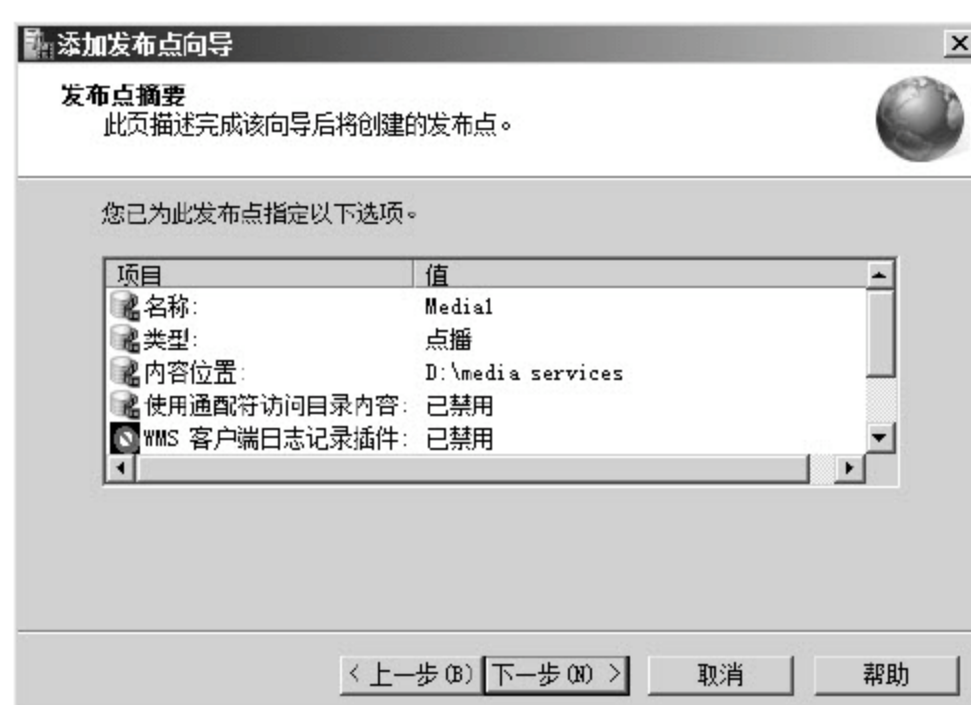 添加发布点向导
发布点摘要
此页描述完成该向导后将创建的发布点。
您已为此发布点指定以下选项。
项目 值
名称: Media1
类型: 点播
内容位置: D:\media services
使用通配符访问目录内容: 已禁用
WMS 客户端日志记录插件: 已禁用
< 上一步(B) 下一步(N) > 取消 帮助